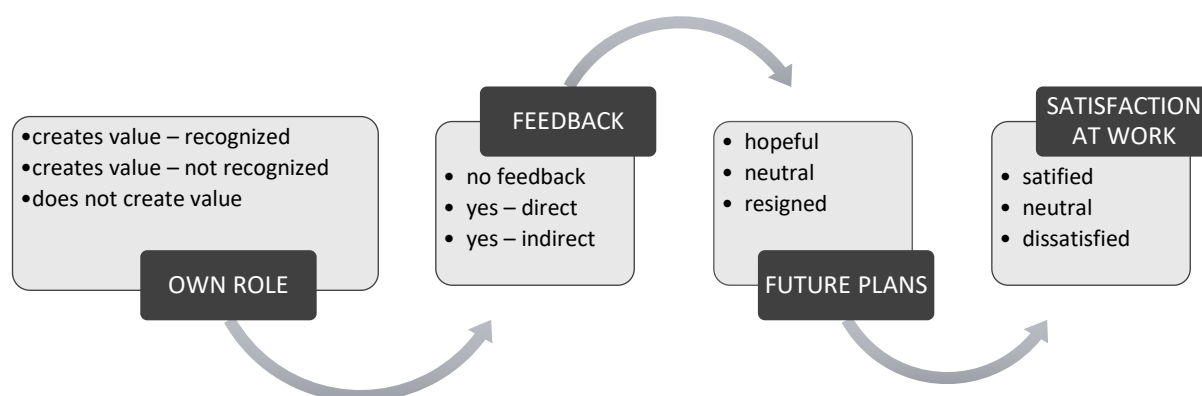 •creates value – recognized
•creates value – not recognized
•does not create value
OWN ROLE
FEEDBACK
• no feedback
• yes – direct
• yes – indirect
• hopeful
• neutral
• resigned
FUTURE PLANS
SATISFACTION
AT WORK
• satified
• neutral
• dissatisfied